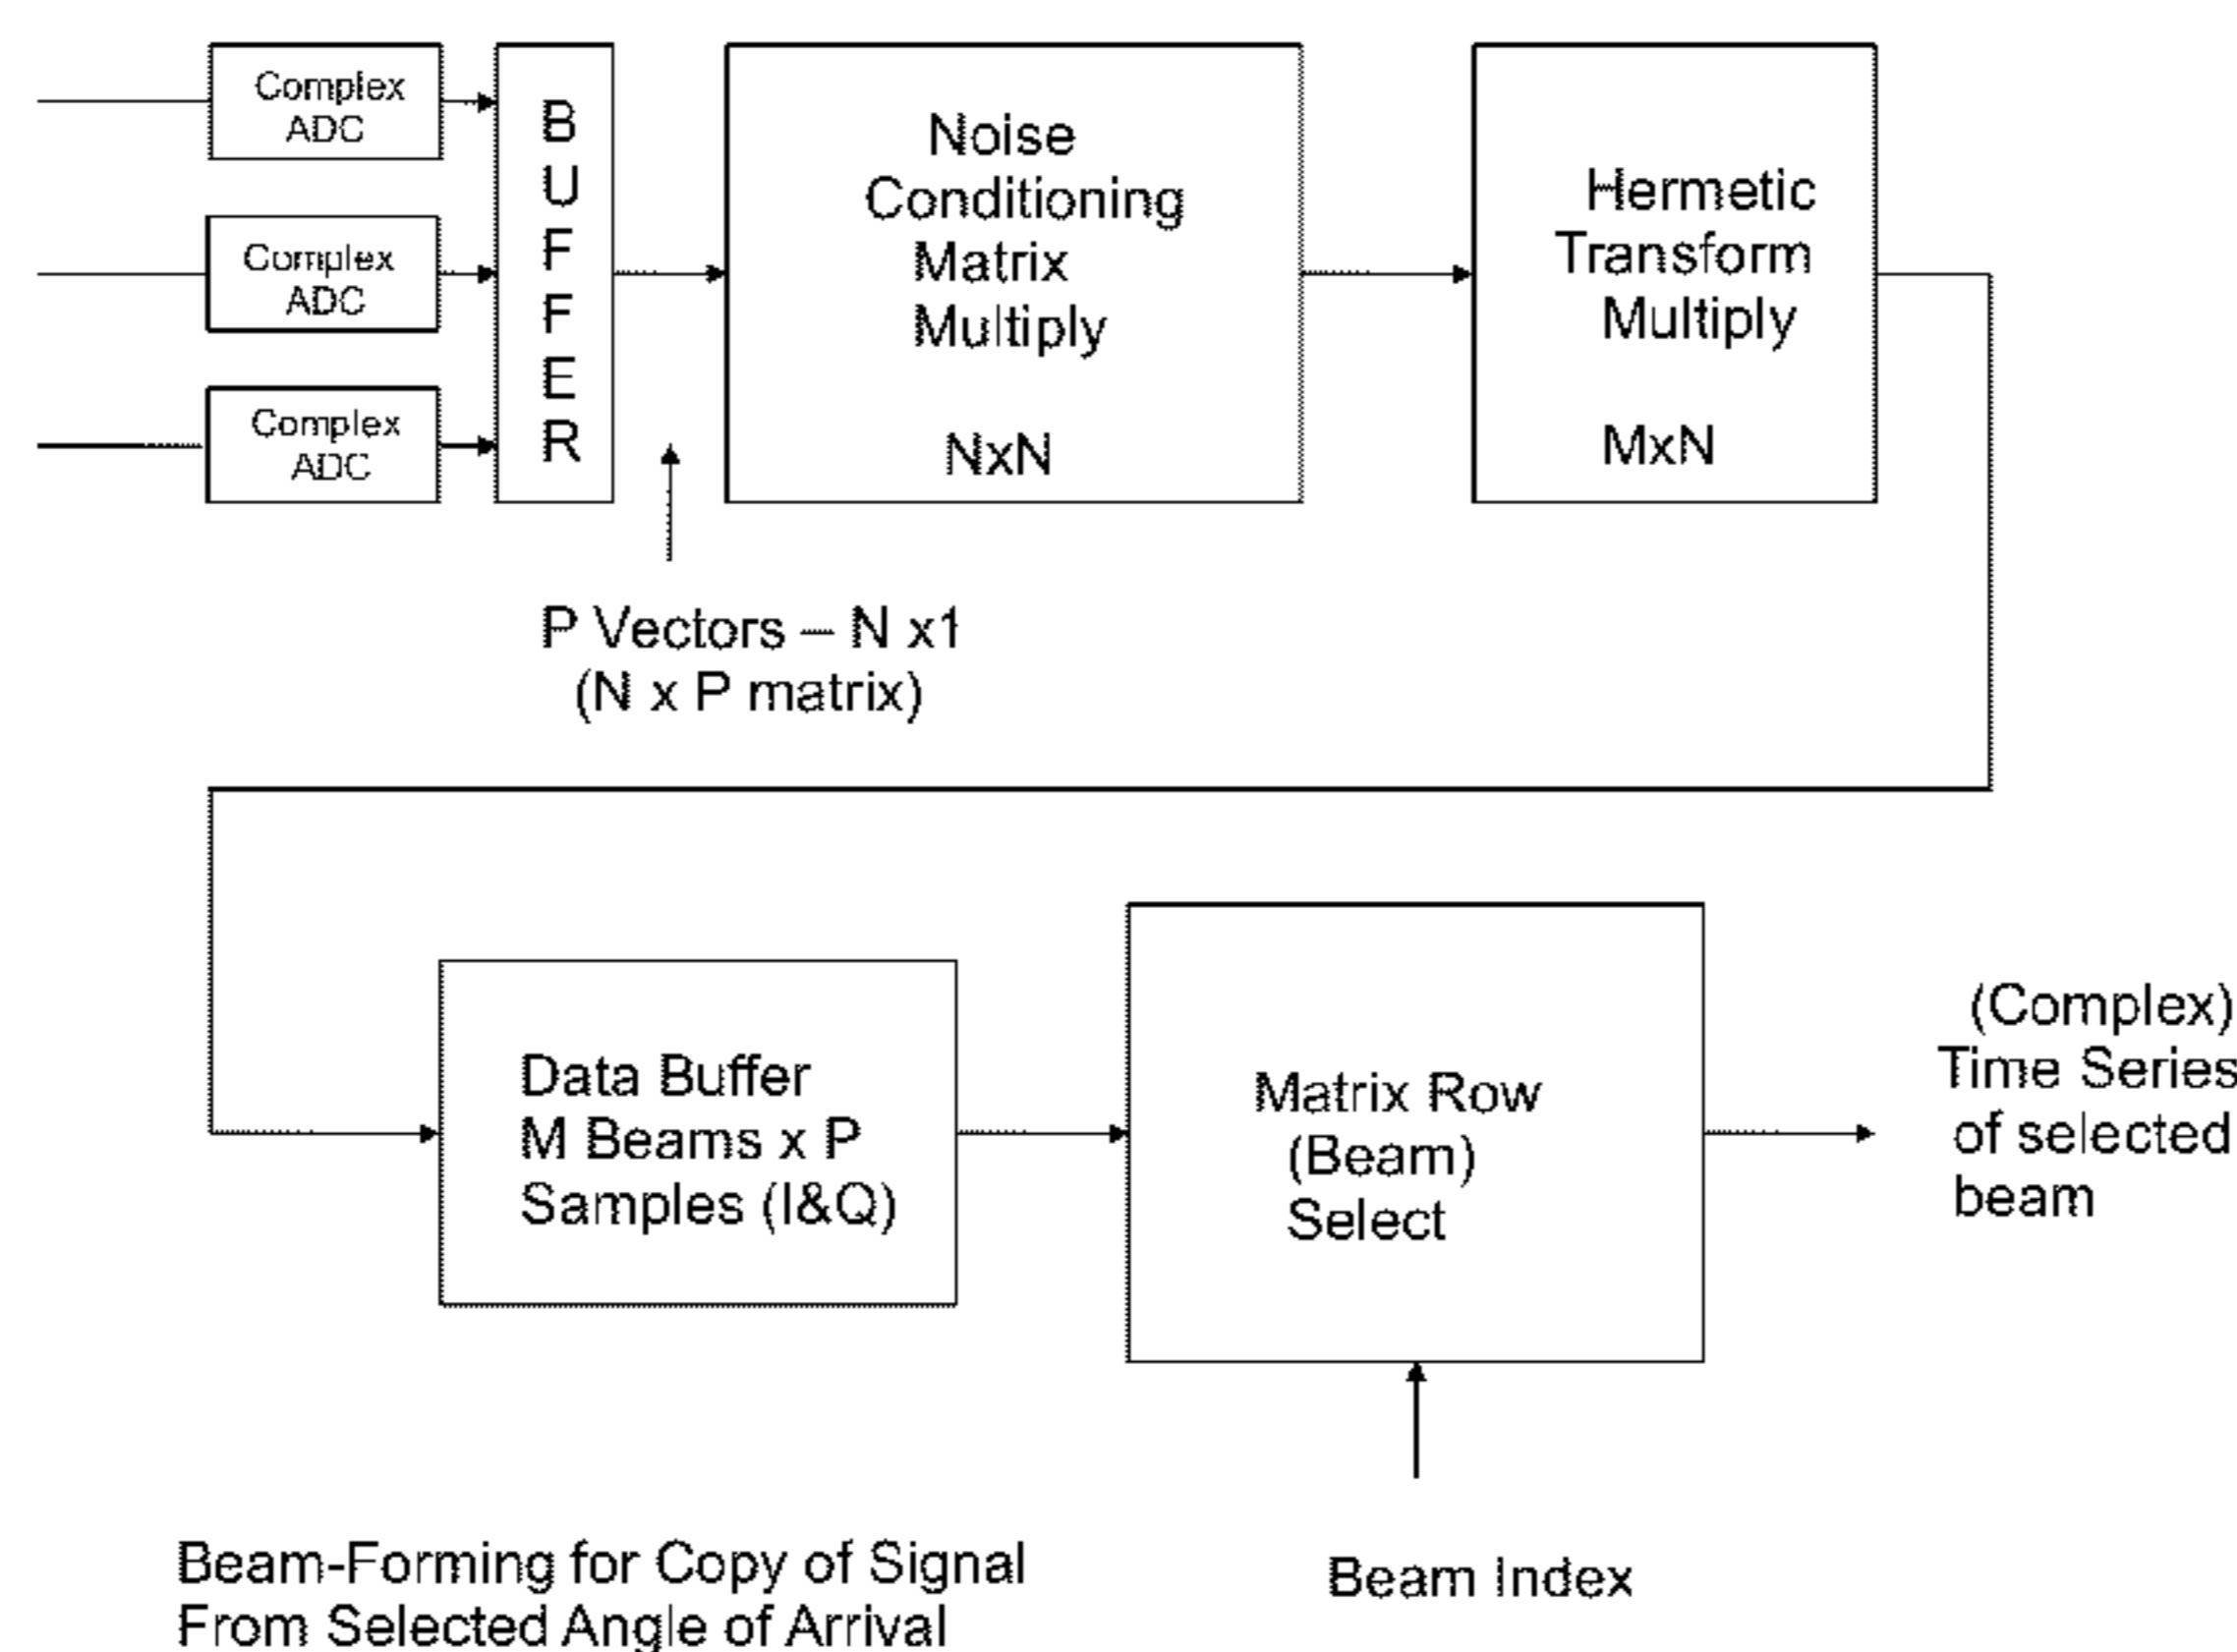 Complex
ADC
Complex
ADC
Complex
ADC
B
U
F
F
E
R
Noise
Conditioning
Matrix
Multiply
NxN
Hermetic
Transform
Multiply
MxN
P Vectors – N x1
(N x P matrix)
Data Buffer
M Beams x P
Samples (I&Q)
Matrix Row
(Beam)
Select
(Complex)
Time Series
of selected
beam
Beam Index
Beam-Forming for Copy of Signal
From Selected Angle of Arrival